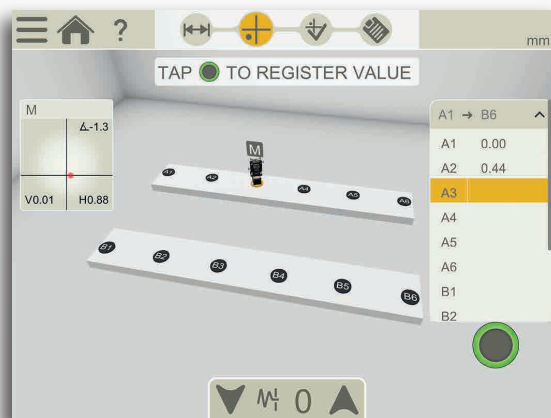 ?
mm
TAP TO REGISTER VALUE
M
∡-1.3
V0.01 H0.88
A1 → B6
A1 0.00
A2 0.44
A3
A4
A5
A6
B1
B2
M
A1 A2 A4 A5 A6
B1 B2 B3 B4 B5 B6
0